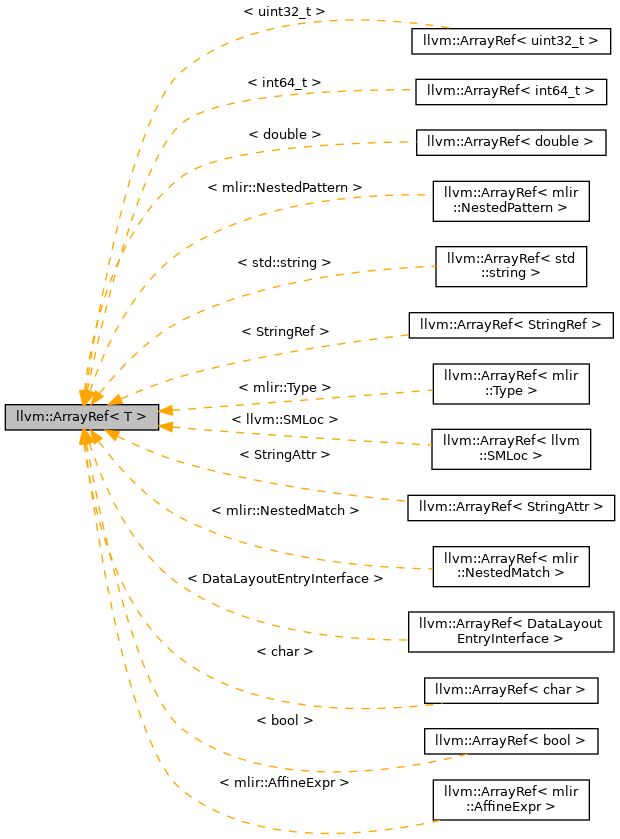 < uint32_t >
llvm::ArrayRef< uint32_t >
< int64_t >
llvm::ArrayRef< int64_t >
< double >
llvm::ArrayRef< double >
< mlir::NestedPattern >
llvm::ArrayRef< mlir
::NestedPattern >
< std::string >
llvm::ArrayRef< std
::string >
< StringRef >
llvm::ArrayRef< StringRef >
< mlir::Type >
llvm::ArrayRef< mlir
::Type >
llvm::ArrayRef< T >
< llvm::SMLoc >
llvm::ArrayRef< llvm
::SMLoc >
< StringAttr >
llvm::ArrayRef< StringAttr >
< mlir::NestedMatch >
llvm::ArrayRef< mlir
::NestedMatch >
< DataLayoutEntryInterface >
llvm::ArrayRef< DataLayout
EntryInterface >
< char >
llvm::ArrayRef< char >
< bool >
llvm::ArrayRef< bool >
< mlir::AffineExpr >
llvm::ArrayRef< mlir
::AffineExpr >